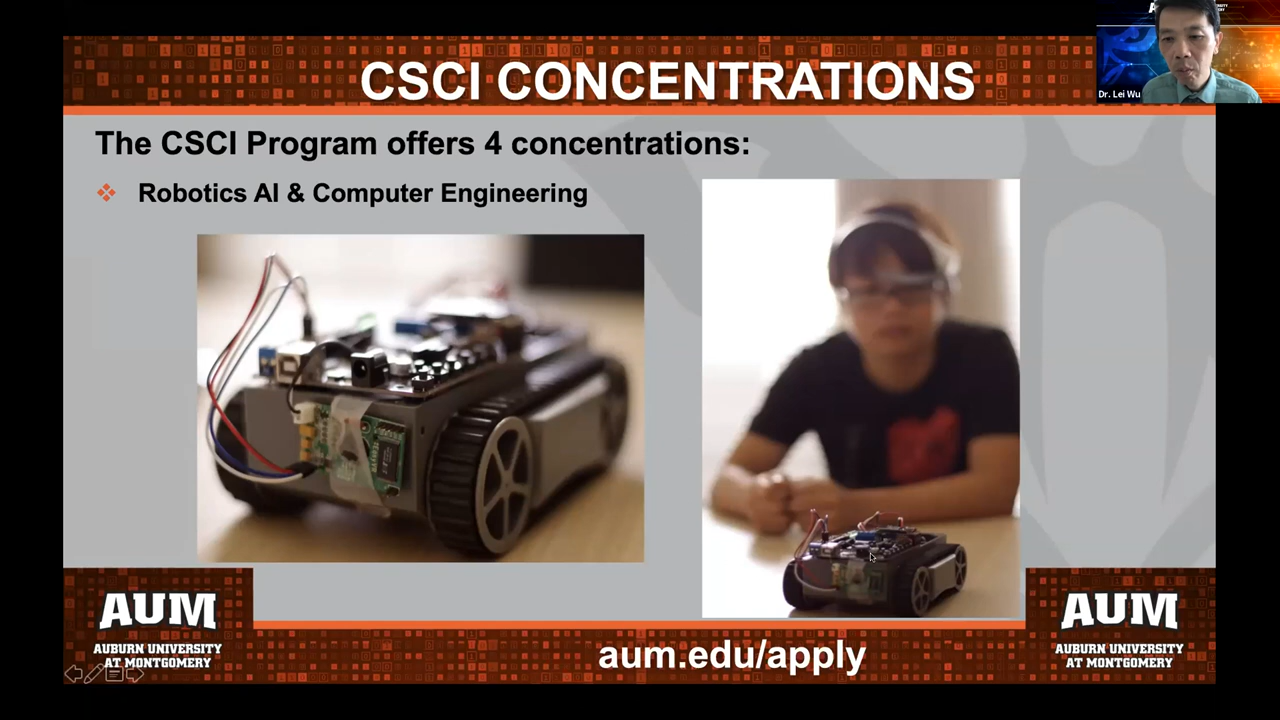 CSCI CONCENTRATIONS
Dr. Lei Wu
The CSCI Program offers 4 concentrations:
Robotics AI & Computer Engineering
AUM
AUBURN UNIVERSITY
AT MONTGOMERY
aum.edu/apply
AUM
AUBURN UNIVERSITY
AT MONTGOMERY